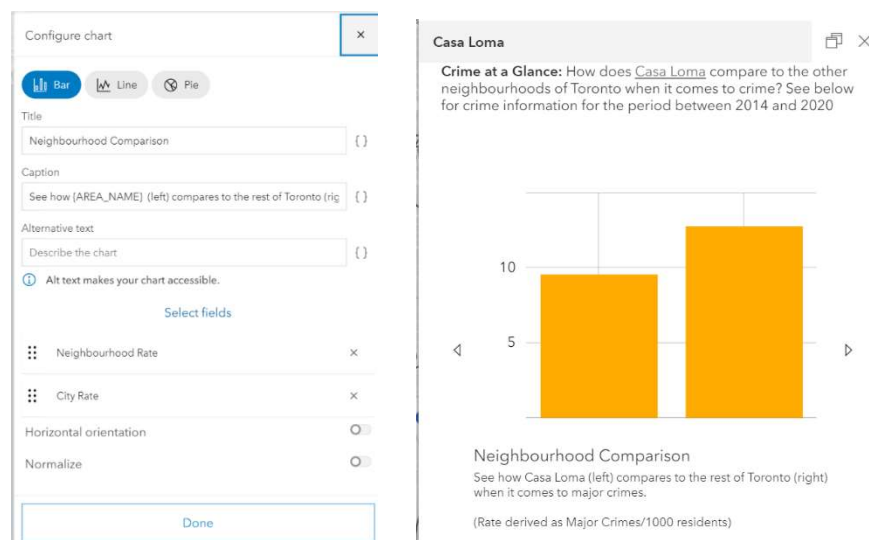 Configure chart
×
Bar
Line
Pie
Title
Neighbourhood Comparison
{ }
Caption
See how {AREA_NAME} (left) compares to the rest of Toronto (rig
{ }
Alternative text
Describe the chart
{ }
Alt text makes your chart accessible.
Select fields
Neighbourhood Rate
×
City Rate
×
Horizontal orientation
Normalize
Done
Casa Loma
Crime at a Glance: How does Casa Loma compare to the other
neighbourhoods of Toronto when it comes to crime? See below
for crime information for the period between 2014 and 2020
10
5
Neighbourhood Comparison
See how Casa Loma (left) compares to the rest of Toronto (right)
when it comes to major crimes.
(Rate derived as Major Crimes/1000 residents)